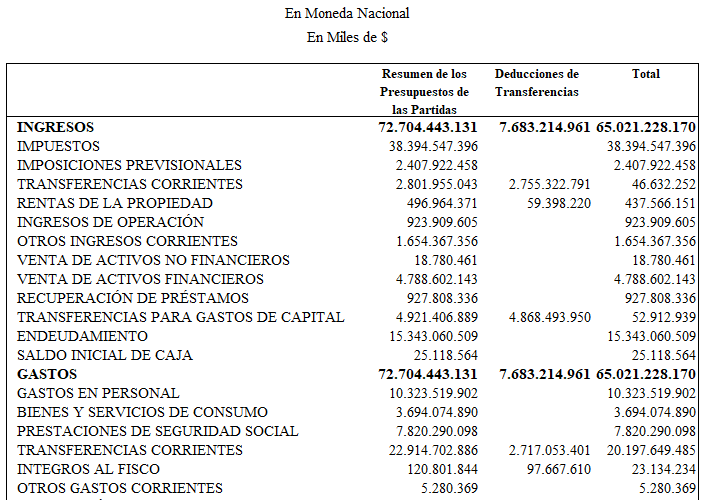 En Moneda Nacional
En Miles de $
Resumen de los Deducciones de Total
Presupuestos de Transferencias
las Partidas
INGRESOS 72.704.443.131 7.683.214.961 65.021.228.170
IMPUESTOS 38.394.547.396 38.394.547.396
IMPOSICIONES PREVISIONALES 2.407.922.458 2.407.922.458
TRANSFERENCIAS CORRIENTES 2.801.955.043 2.755.322.791 46.632.252
RENTAS DE LA PROPIEDAD 496.964.371 59.398.220 437.566.151
INGRESOS DE OPERACIÓN 923.909.605 923.909.605
OTROS INGRESOS CORRIENTES 1.654.367.356 1.654.367.356
VENTA DE ACTIVOS NO FINANCIEROS 18.780.461 18.780.461
VENTA DE ACTIVOS FINANCIEROS 4.788.602.143 4.788.602.143
RECUPERACIÓN DE PRÉSTAMOS 927.808.336 927.808.336
TRANSFERENCIAS PARA GASTOS DE CAPITAL 4.921.406.889 4.868.493.950 52.912.939
ENDEUDAMIENTO 15.343.060.509 15.343.060.509
SALDO INICIAL DE CAJA 25.118.564 25.118.564
GASTOS 72.704.443.131 7.683.214.961 65.021.228.170
GASTOS EN PERSONAL 10.323.519.902 10.323.519.902
BIENES Y SERVICIOS DE CONSUMO 3.694.074.890 3.694.074.890
PRESTACIONES DE SEGURIDAD SOCIAL 7.820.290.098 7.820.290.098
TRANSFERENCIAS CORRIENTES 22.914.702.886 2.717.053.401 20.197.649.485
INTEGROS AL FISCO 120.801.844 97.667.610 23.134.234
OTROS GASTOS CORRIENTES 5.280.369 5.280.369